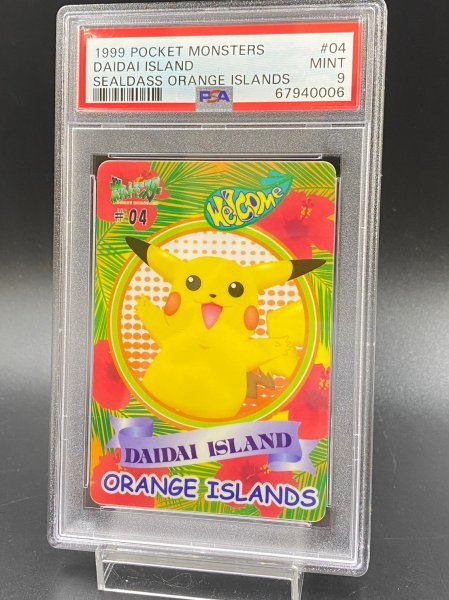 1999 POCKET MONSTERS #04
DAIDAI ISLAND MINT
SEALDASS ORANGE ISLANDS 9
PSA 67940006
#04
WELCOME
DAIDAI ISLAND
ORANGE ISLANDS